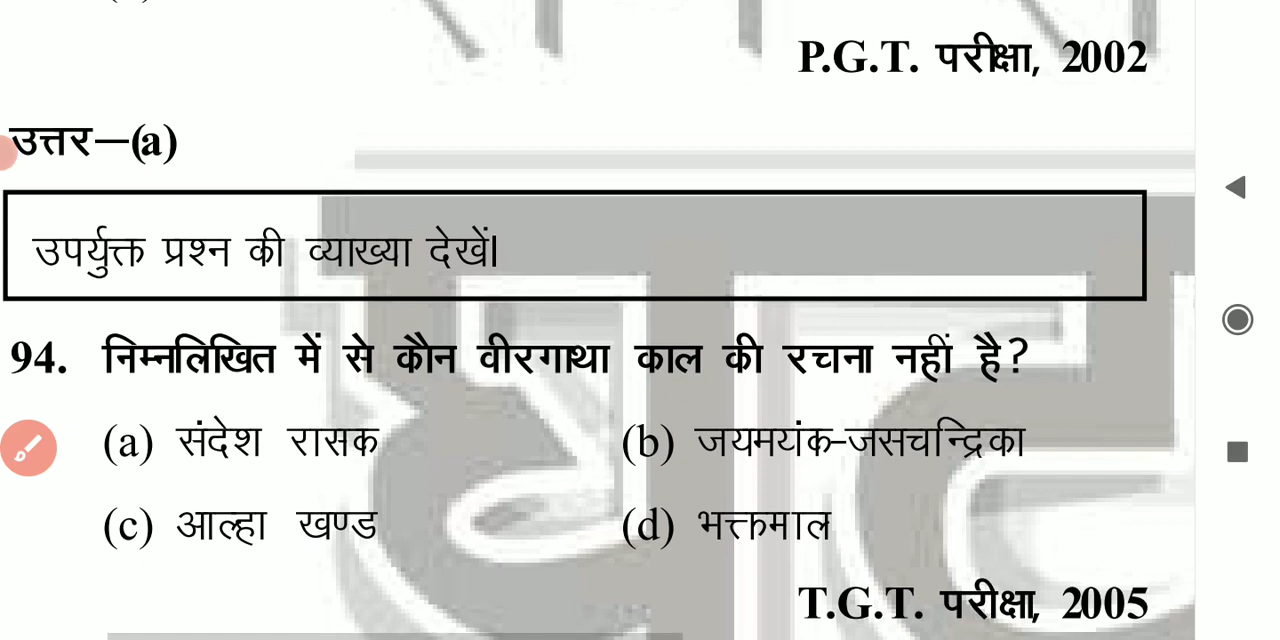 P.G.T. परीक्षा, 2002
उत्तर—(a)
उपर्युक्त प्रश्न की व्याख्या देखें।
94. निम्नलिखित में से कौन वीरगाथा काल की रचना नहीं है?
(a) संदेश रासक (b) जयमयंक-जसचन्द्रिका
(c) आल्हा खण्ड (d) भक्तमाल
T.G.T. परीक्षा, 2005